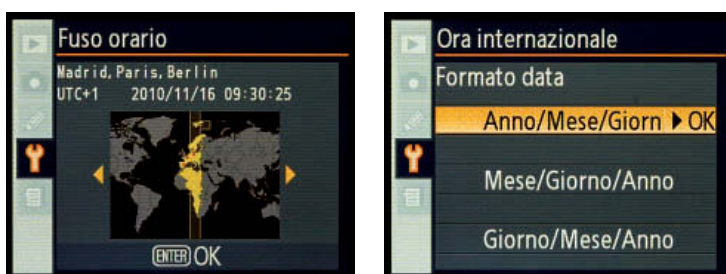 Fuso orario
Madrid, Paris, Berlin
UTC+1 2010/11/16 09:30:25
ENTER OK
Ora internazionale
Formato data
Anno/Mese/Giorn OK
Mese/Giorno/Anno
Giorno/Mese/Anno